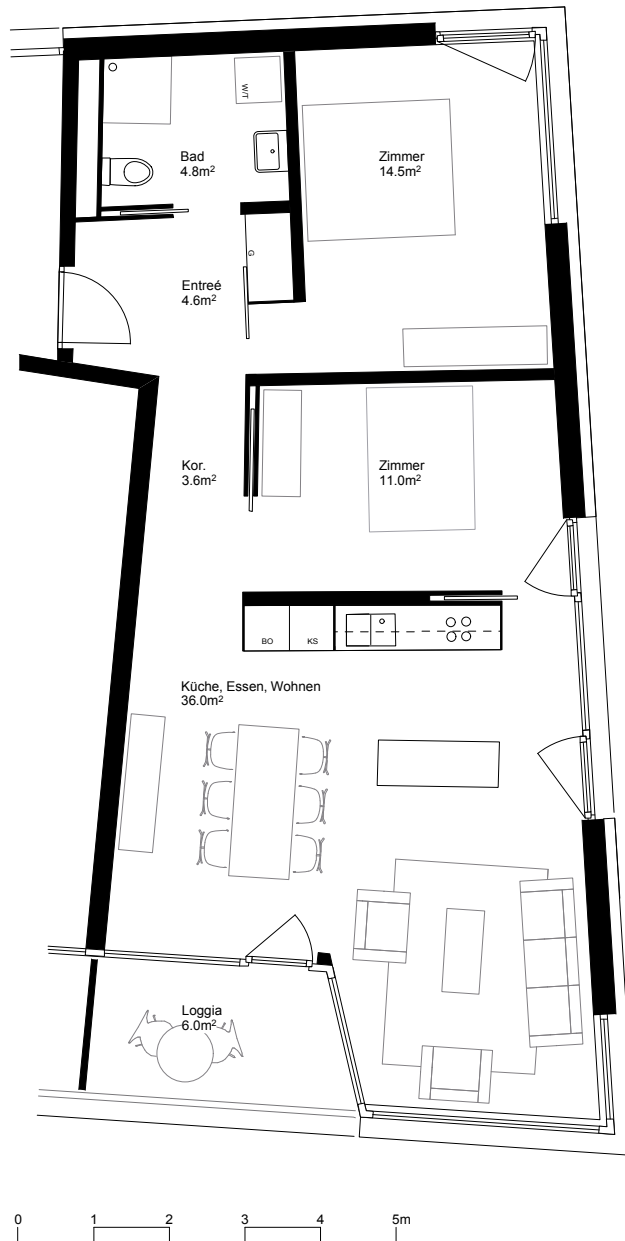 W/T
Bad
4.8m²
Zimmer
14.5m²
G
Entreé
4.6m²
Kor.
3.6m²
Zimmer
11.0m²
BO
KS
Küche, Essen, Wohnen
36.0m²
Loggia
6.0m²
0 1 2 3 4 5m